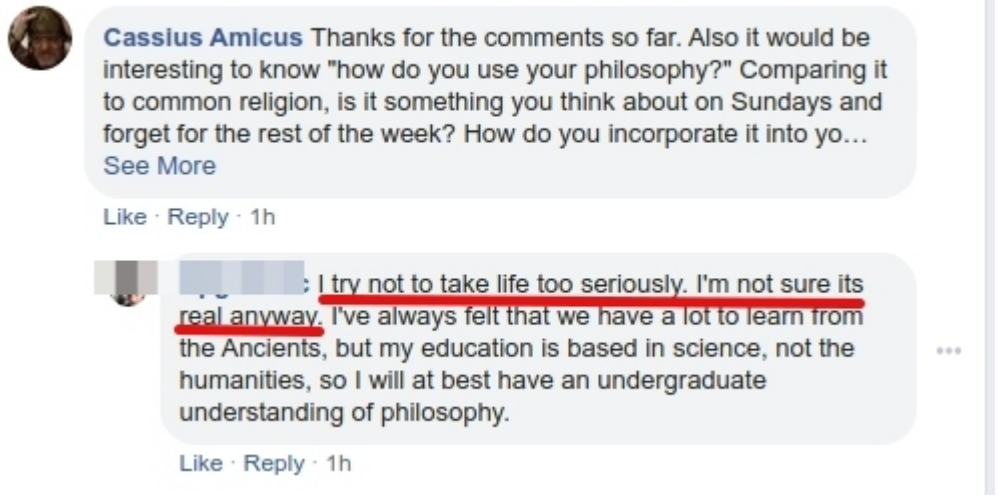 Cassius Amicus Thanks for the comments so far. Also it would be
interesting to know "how do you use your philosophy?" Comparing it
to common religion, is it something you think about on Sundays and
forget for the rest of the week? How do you incorporate it into yo...
See More
Like · Reply · 1h
I try not to take life too seriously. I'm not sure its
real anyway. I've always felt that we have a lot to learn from
the Ancients, but my education is based in science, not the
humanities, so I will at best have an undergraduate
understanding of philosophy.
Like · Reply · 1h